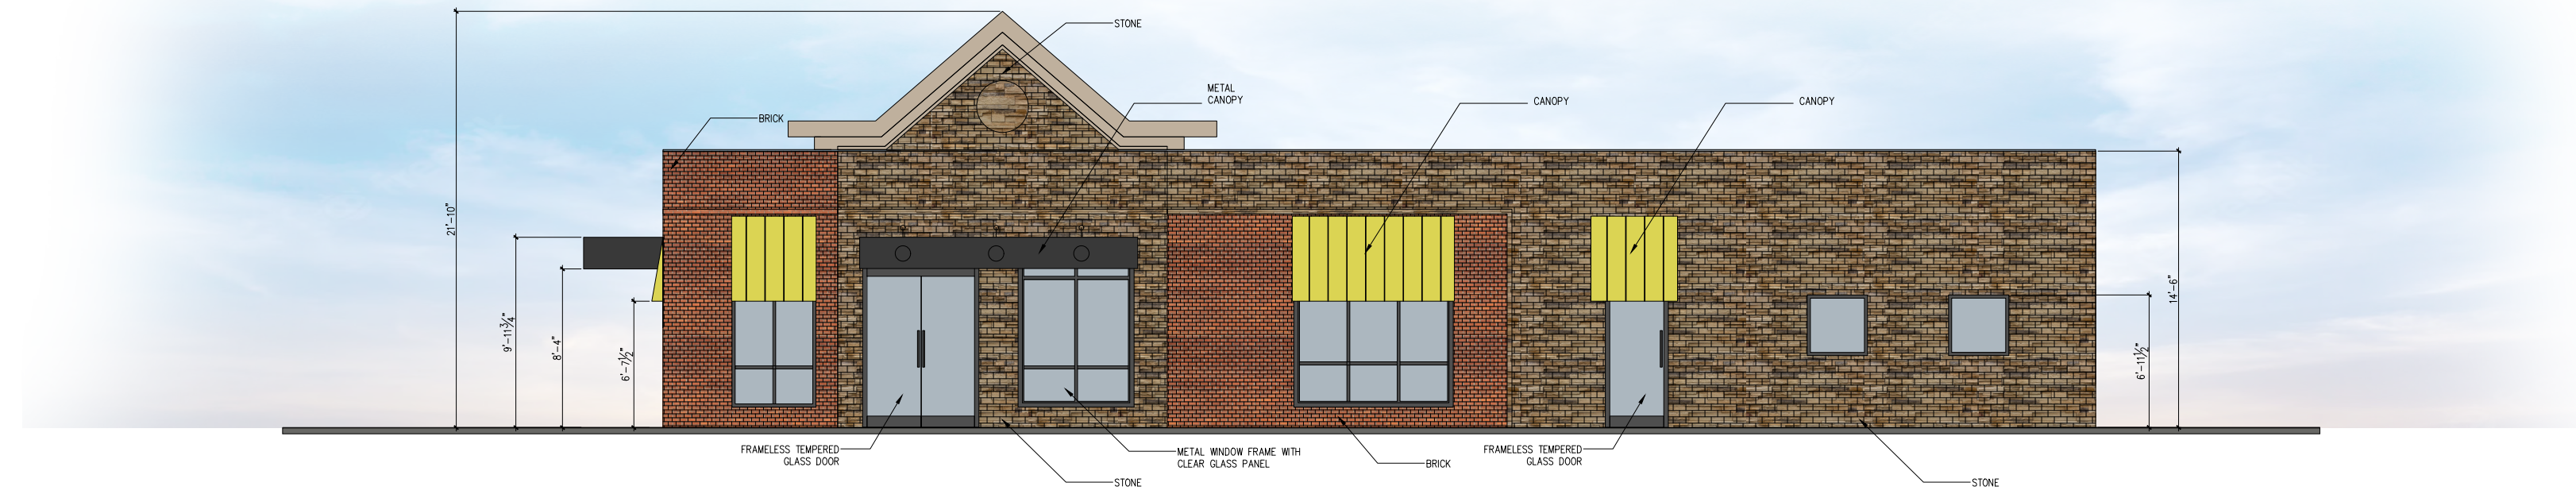 STONE
METAL
CANOPY
CANOPY
CANOPY
BRICK
21'-10"
9'-11¾"
8'-4"
6'-7½"
14'-6"
6'-11½"
FRAMELESS TEMPERED
GLASS DOOR
METAL WINDOW FRAME WITH
CLEAR GLASS PANEL
STONE
BRICK
FRAMELESS TEMPERED
GLASS DOOR
STONE